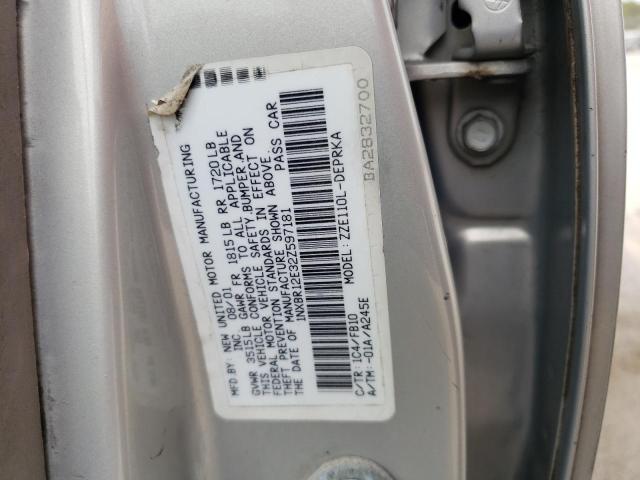 MFD BY: NEW UNITED MOTOR MANUFACTURING
INC 08/01
GVWR 3515LB GAWR FR 1815LB RR 1720LB
THIS VEHICLE CONFORMS TO ALL APPLICABLE
FEDERAL MOTOR VEHICLE SAFETY, BUMPER AND
THEFT PREVENTION STANDARDS IN EFFECT ON
THE DATE OF MANUFACTURE SHOWN ABOVE.
1NXBR12E32Z597181 PASS CAR
MODEL: ZZE110L-DEPRKA
C/TR: 1C4/FB10
A/TM: -01A/A245E
BA2832700